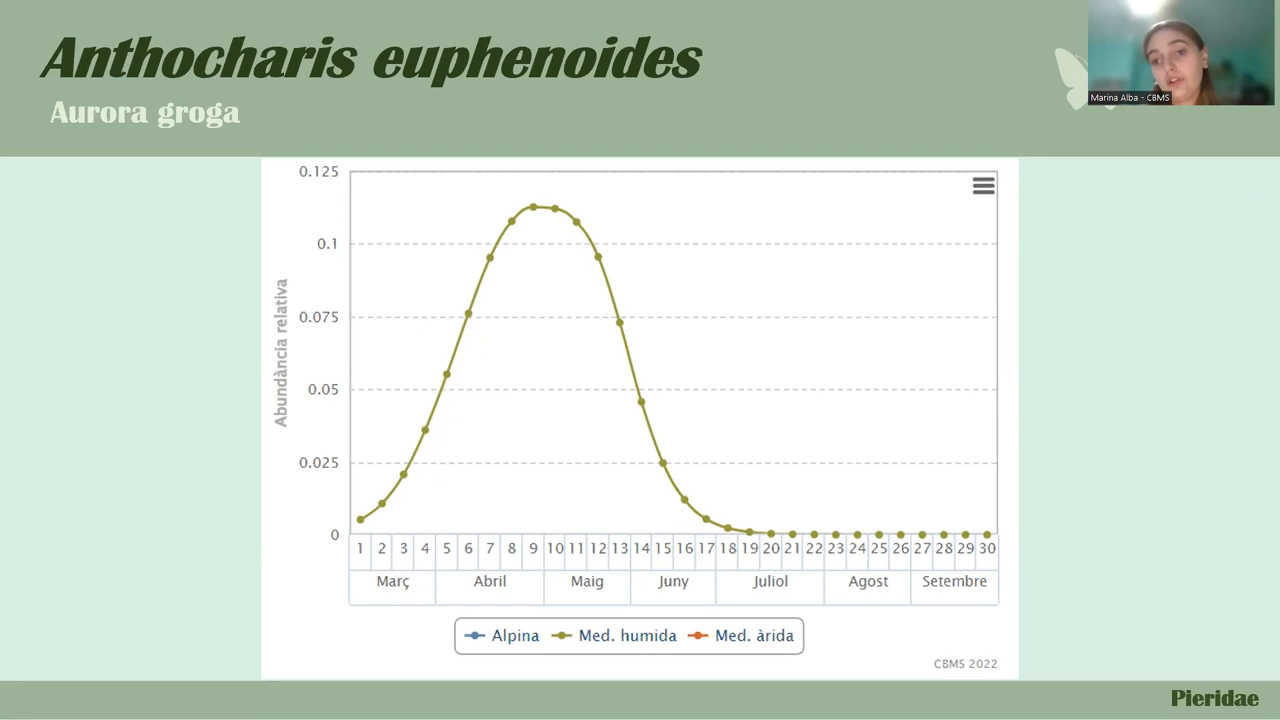 Anthocharis euphenoides
Aurora groga
Marina Alba - CBMS
0.125
0.1
0.075
0.05
0.025
0
Abundància relativa
1 2 3 4 5 6 7 8 9 10 11 12 13 14 15 16 17 18 19 20 21 22 23 24 25 26 27 28 29 30
Març Abril Maig Juny Juliol Agost Setembre
Alpina Med. humida Med. àrida
CBMS 2022
Pieridae